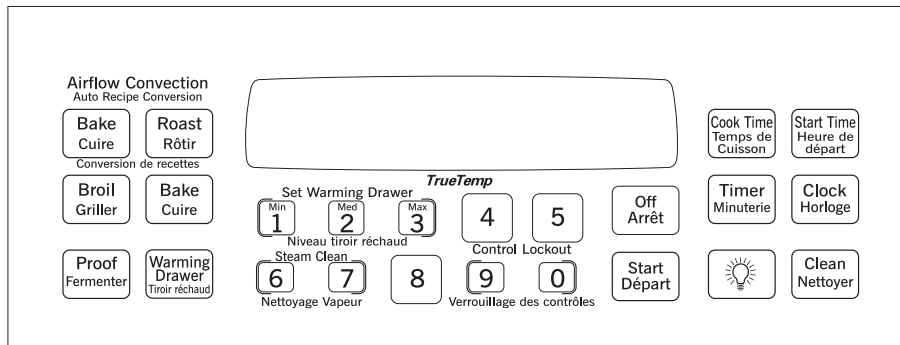 Airflow Convection
Auto Recipe Conversion
Bake
Cuire
Roast
Rôtir
Conversion de recettes
Broil
Griller
Bake
Cuire
Proof
Fermenter
Warming
Drawer
Tiroir réchaud
TrueTemp
Set Warming Drawer
Min
1
Med
2
Max
3
Niveau tiroir réchaud
4
5
Control Lockout
Steam Clean
6
7
Nettoyage Vapeur
8
9
0
Verrouillage des contrôles
Off
Arrêt
Start
Départ
Cook Time
Temps de
Cuisson
Start Time
Heure de
départ
Timer
Minuterie
Clock
Horloge
Clean
Nettoyer